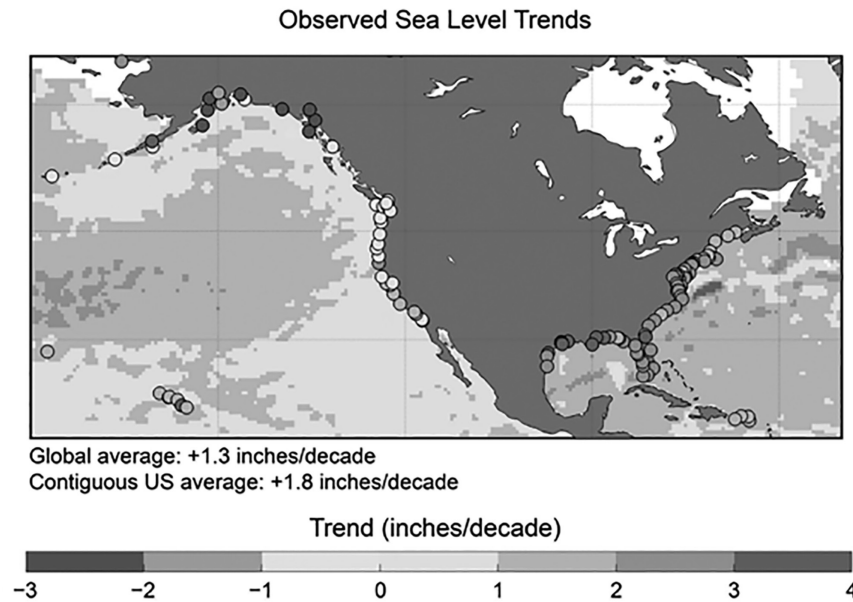 Observed Sea Level Trends
Global average: +1.3 inches/decade
Contiguous US average: +1.8 inches/decade
Trend (inches/decade)
−3 −2 −1 0 1 2 3 4